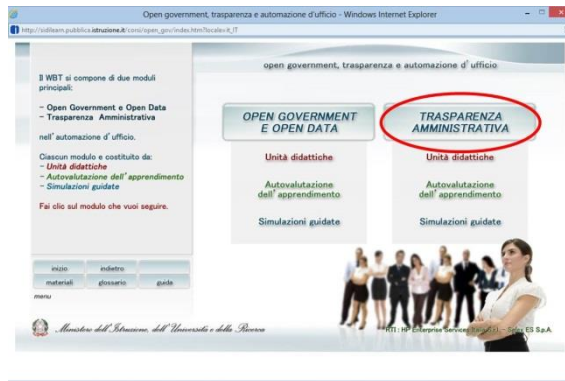 Open government, trasparenza e automazione d'ufficio - Windows Internet Explorer
http://sidilearn.pubblica.istruzione.it/corsi/open_gov/index.htm?locale=it_IT
open government, trasparenza e automazione d'ufficio
Il WBT si compone di due moduli
principali:
- Open Government e Open Data
- Trasparenza Amministrativa
nell'automazione d'ufficio.
Ciascun modulo e costituito da:
- Unità didattiche
- Autovalutazione dell'apprendimento
- Simulazioni guidate
Fai clic sul modulo che vuoi seguire.
OPEN GOVERNMENT
E OPEN DATA
Unità didattiche
Autovalutazione
dell'apprendimento
Simulazioni guidate
TRASPARENZA
AMMINISTRATIVA
Unità didattiche
Autovalutazione
dell'apprendimento
Simulazioni guidate
inizio indietro
materiali glossario guida
menu
Ministero dell'Istruzione, dell'Università e della Ricerca
RTI: HP Enterprise Services Italia S.r.l. - Selex ES S.p.A.